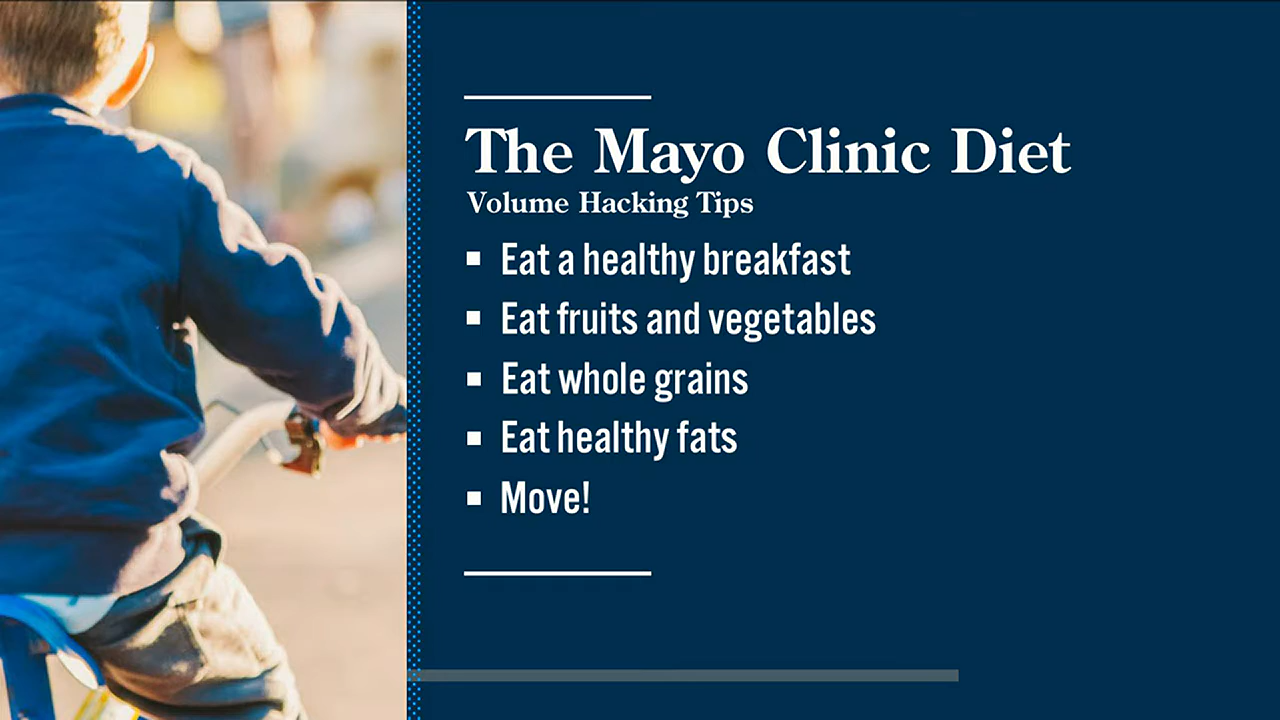 The Mayo Clinic Diet
Volume Hacking Tips
▪ Eat a healthy breakfast
▪ Eat fruits and vegetables
▪ Eat whole grains
▪ Eat healthy fats
▪ Move!